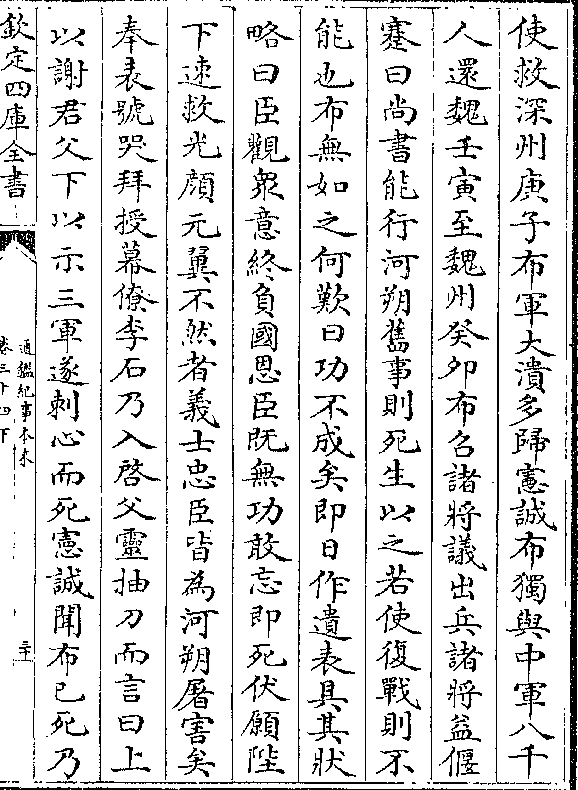 使救深州庚子布軍大潰多歸憲誠布獨與中軍八千
人還魏壬寅至魏州癸卯布召諸將議出兵諸將益偃
蹇曰尚書能行河朔舊事則死生以之若使復戰則不
能也布無如之何歎曰功不成矣即日作遺表具其狀
略曰臣觀衆意終負國恩臣既無功敢忘即死伏願陛
下速救光顔元翼不然者義士忠臣皆為河朔屠害矣
奉表號哭拜授幕僚李石乃入啓父靈抽刀而言曰上
以謝君父下以示三軍遂刺心而死憲誠聞布已死乃
欽定四庫全書
通鑑紀事本末
卷三十四下